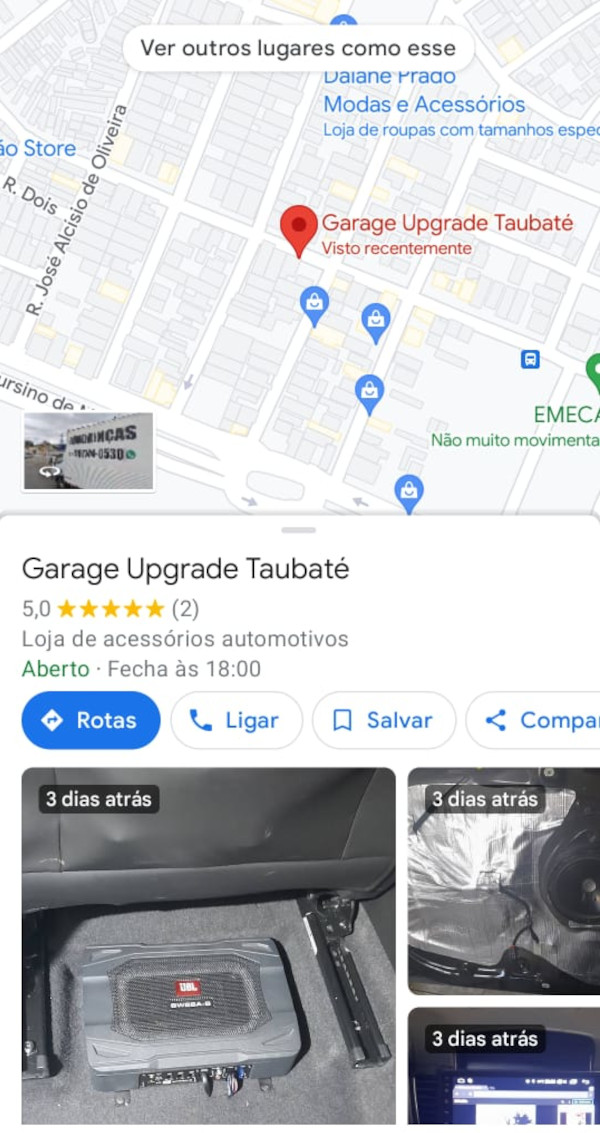 Ver outros lugares como esse
Daiane Prado
Modas e Acessórios
Loja de roupas com tamanhos espec
ão Store
R. Dois
R. José Alcisio de Oliveira
Garage Upgrade Taubaté
Visto recentemente
ursino de
EMECA
Não muito movimenta
0530
Garage Upgrade Taubaté
5,0 (2)
Loja de acessórios automotivos
Aberto · Fecha às 18:00
Rotas
Ligar
Salvar
Compar
3 dias atrás
3 dias atrás
JBL
3 dias atrás